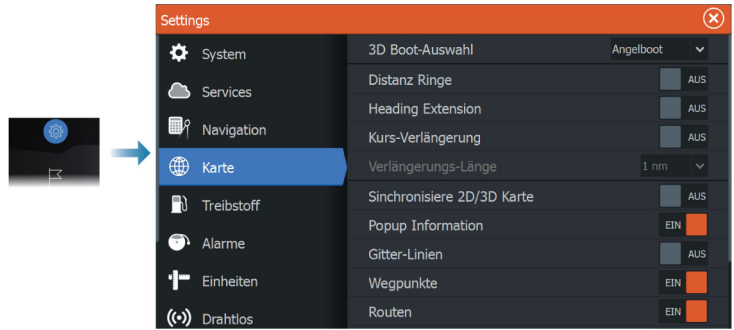 Settings
System
Services
Navigation
Karte
Treibstoff
Alarme
Einheiten
Drahtlos
3D Boot-Auswahl Angelboot
Distanz Ringe AUS
Heading Extension AUS
Kurs-Verlängerung AUS
Verlängerungs-Länge 1 nm
Sinchronisiere 2D/3D Karte AUS
Popup Information EIN
Gitter-Linien AUS
Wegpunkte EIN
Routen EIN